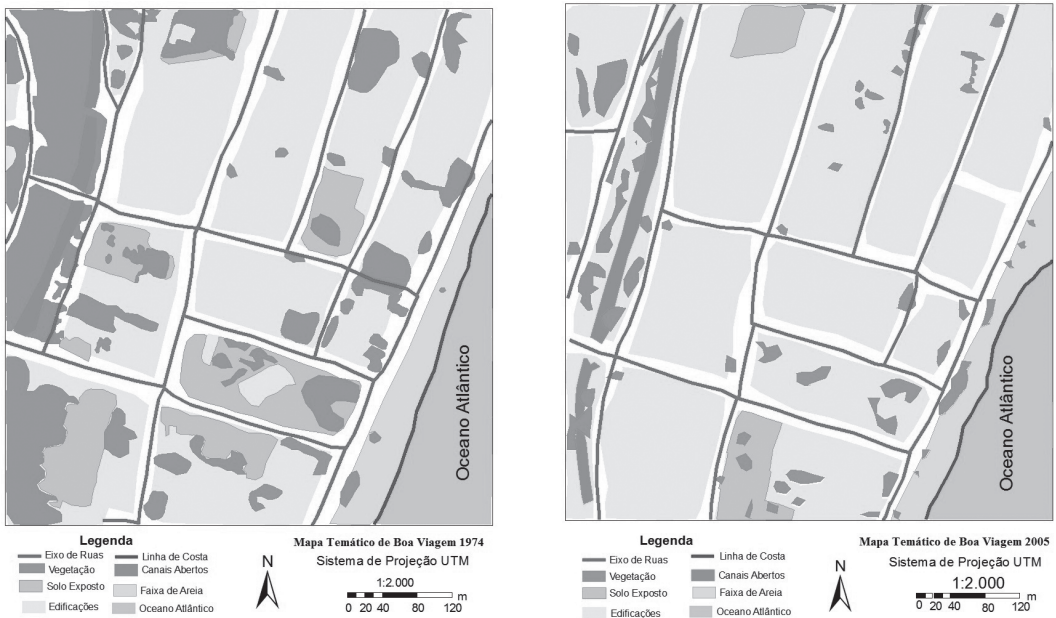 Oceano Atlântico
Legenda
Eixo de Ruas
Linha de Costa
Vegetação
Canais Abertos
Solo Exposto
Faixa de Areia
Edificações
Oceano Atlântico
N
Mapa Temático de Boa Viagem 1974
Sistema de Projeção UTM
1:2.000
0 20 40 80 120 m
Oceano Atlântico
Legenda
Eixo de Ruas
Linha de Costa
Vegetação
Canais Abertos
Solo Exposto
Faixa de Areia
Edificações
Oceano Atlântico
N
Mapa Temático de Boa Viagem 2005
Sistema de Projeção UTM
1:2.000
0 20 40 80 120 m